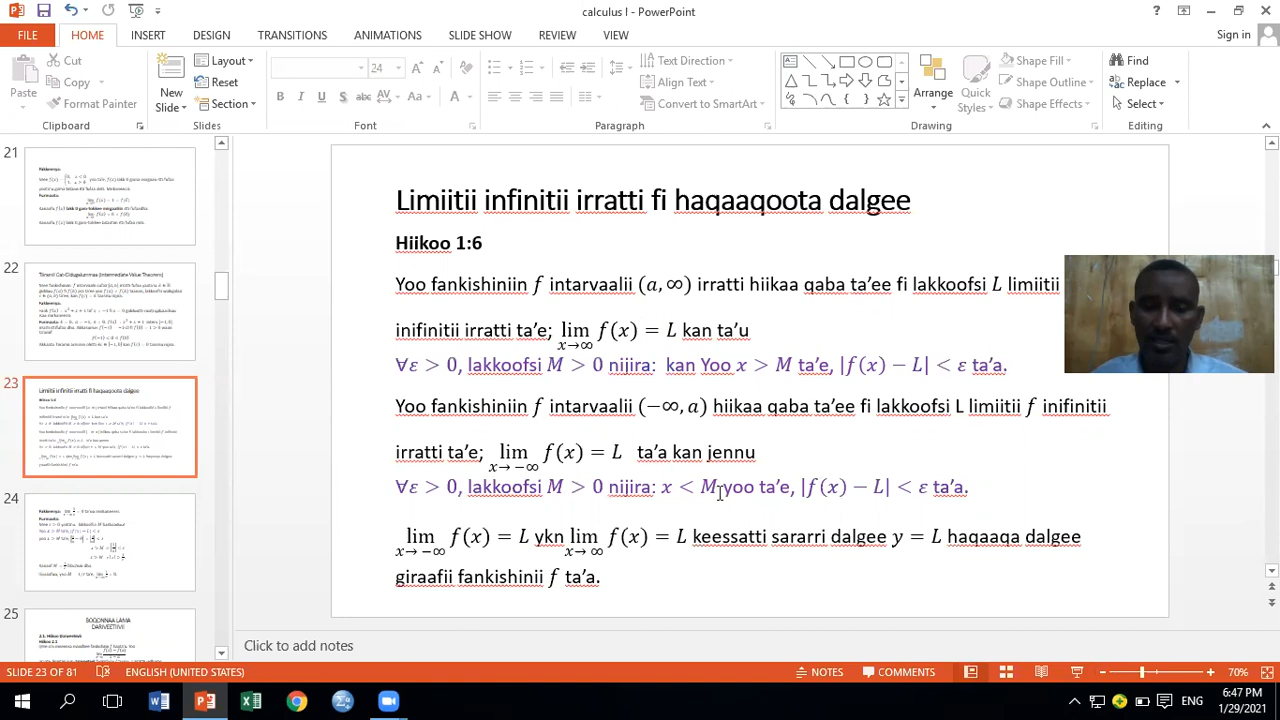 calculus I - PowerPoint
FILE HOME INSERT DESIGN TRANSITIONS ANIMATIONS SLIDE SHOW REVIEW VIEW Sign in
Paste Cut Copy Format Painter Clipboard
New Slide Layout Reset Section Slides
24 Font
Text Direction Align Text Convert to SmartArt Paragraph
Arrange Quick Styles Shape Fill Shape Outline Shape Effects Drawing
Find Replace Select Editing
21
22
23
24
25
Limiitii infinitii irratti fi haqaaqoota dalgee
Hiikoo 1:6
Yoo fankishiniin f intarvaalii (a, ∞) irratti hiikaa qaba ta’ee fi lakkoofsi L limiitii
inifinitii irratti ta’e; lim x→∞ f(x) = L kan ta’u
∀ε > 0, lakkoofsi M > 0 nijira: kan Yoo x > M ta’e, |f(x) − L| < ε ta’a.
Yoo fankishiniin f intarvaalii (−∞, a) hiikaa qaba ta’ee fi lakkoofsi L limiitii f inifinitii
irratti ta’e; lim x→ −∞ f(x) = L ta’a kan jennu
∀ε > 0, lakkoofsi M > 0 nijira: x < M yoo ta’e, |f(x) − L| < ε ta’a.
lim x→ −∞ f(x) = L ykn lim x→ ∞ f(x) = L keessatti sararri dalgee y = L haqaaqa dalgee
giraafii fankishinii f ta’a.
Click to add notes
SLIDE 23 OF 81 ENGLISH (UNITED STATES) NOTES COMMENTS 70%
ENG 6:47 PM
1/29/2021